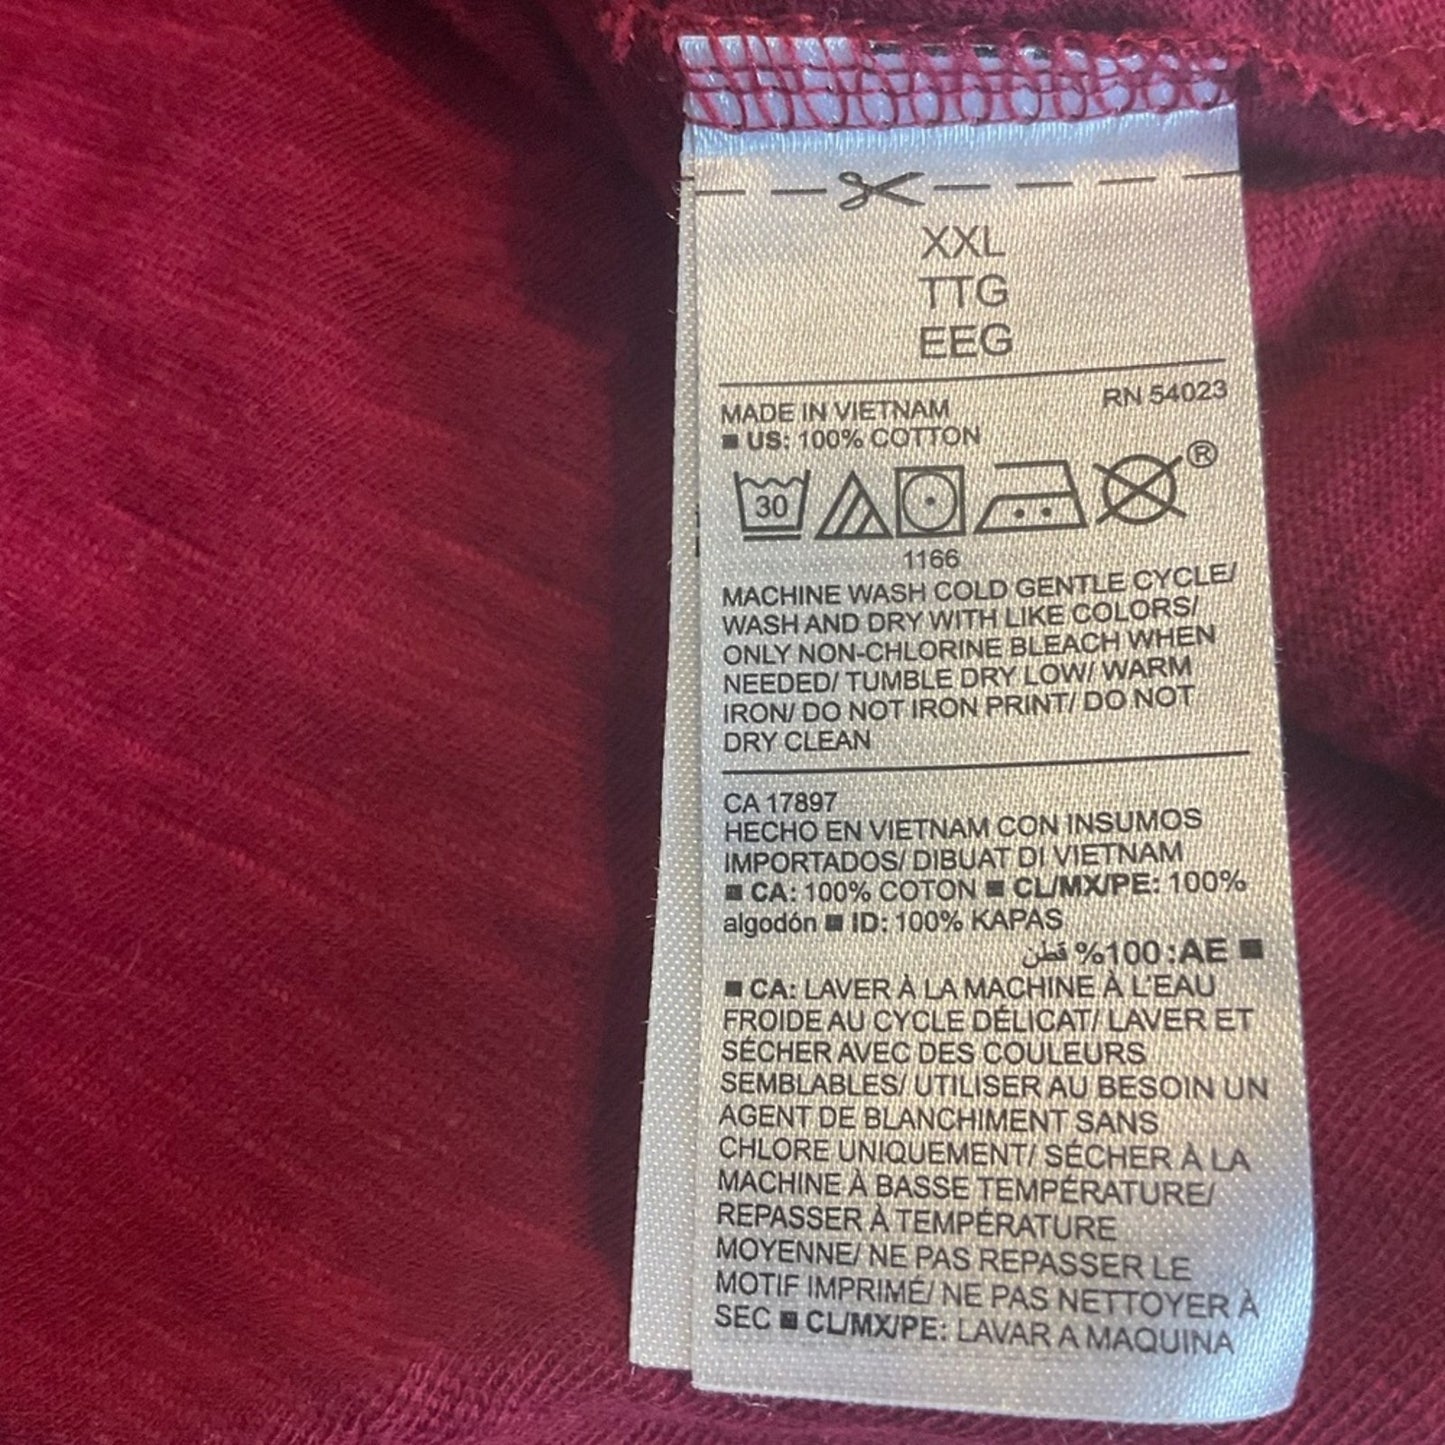 XXL
TTG
EEG
RN 54023
MADE IN VIETNAM
■ US: 100% COTTON
30
®
1166
MACHINE WASH COLD GENTLE CYCLE/
WASH AND DRY WITH LIKE COLORS/
ONLY NON-CHLORINE BLEACH WHEN
NEEDED/ TUMBLE DRY LOW/ WARM
IRON/ DO NOT IRON PRINT/ DO NOT
DRY CLEAN
CA 17897
HECHO EN VIETNAM CON INSUMOS
IMPORTADOS/ DIBUAT DI VIETNAM
■ CA: 100% COTON ■ CL/MX/PE: 100%
algodón ■ ID: 100% KAPAS
■ AE: 100% قطن
■ CA: LAVER À LA MACHINE À L'EAU
FROIDE AU CYCLE DÉLICAT/ LAVER ET
SÉCHER AVEC DES COULEURS
SEMBLABLES/ UTILISER AU BESOIN UN
AGENT DE BLANCHIMENT SANS
CHLORE UNIQUEMENT/ SÉCHER À LA
MACHINE À BASSE TEMPÉRATURE/
REPASSER À TEMPÉRATURE
MOYENNE/ NE PAS REPASSER LE
MOTIF IMPRIMÉ/ NE PAS NETTOYER À
SEC ■ CL/MX/PE: LAVAR A MAQUINA